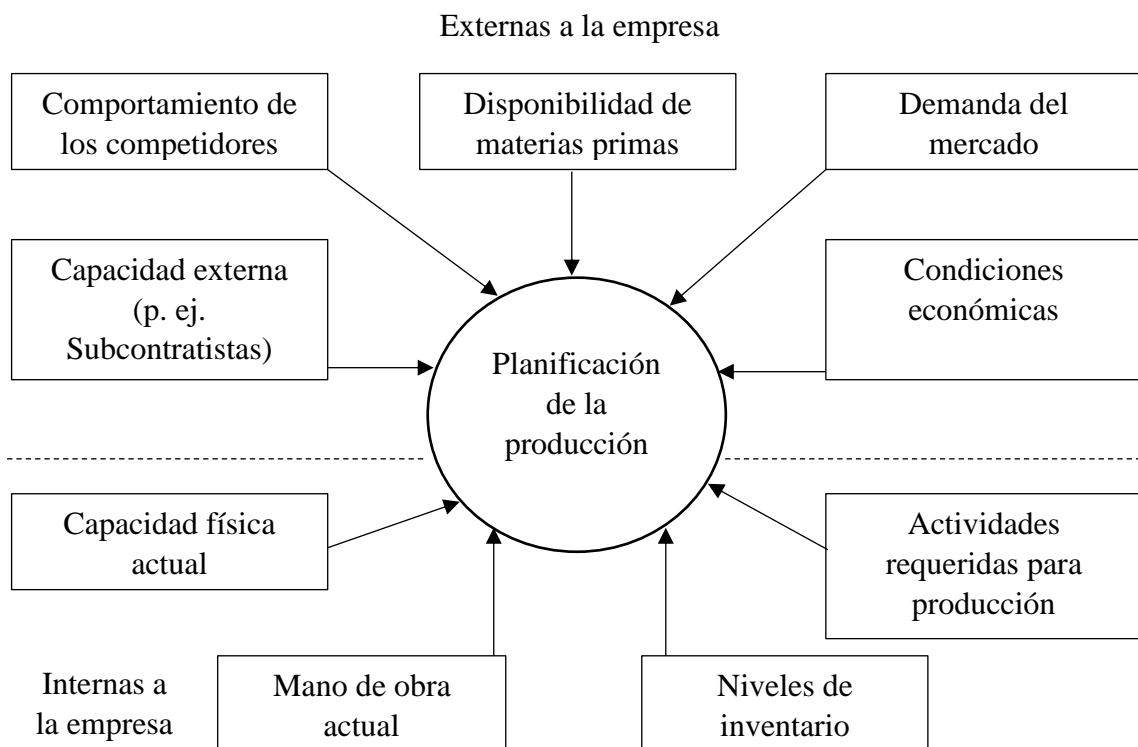 Externas a la empresa
Comportamiento de
los competidores
Disponibilidad de
materias primas
Demanda del
mercado
Capacidad externa
(p. ej.
Subcontratistas)
Condiciones
económicas
Planificación
de la
producción
Capacidad física
actual
Actividades
requeridas para
producción
Internas a
la empresa
Mano de obra
actual
Niveles de
inventario